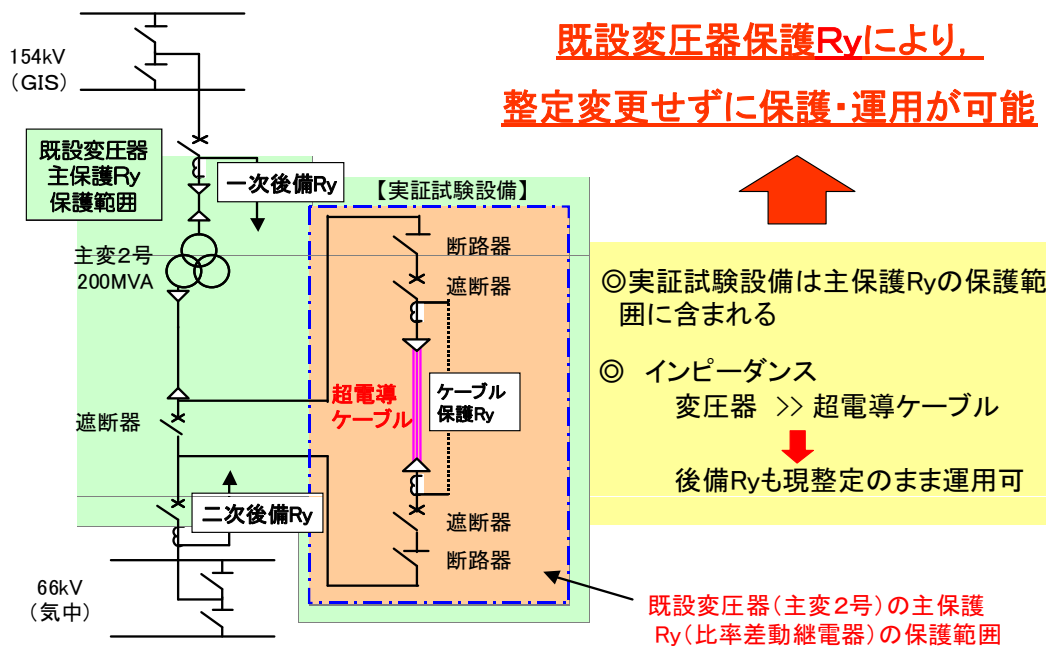 既設変圧器保護Ryにより,
整定変更せずに保護・運用が可能
154kV
(GIS)
既設変圧器
主保護Ry
保護範囲
一次後備Ry
【実証試験設備】
主変2号
200MVA
断路器
遮断器
超電導
ケーブル
ケーブル
保護Ry
遮断器
二次後備Ry
遮断器
断路器
66kV
(気中)
◎実証試験設備は主保護Ryの保護範
囲に含まれる
◎ インピーダンス
変圧器 >> 超電導ケーブル
後備Ryも現整定のまま運用可
既設変圧器(主変2号)の主保護
Ry(比率差動継電器)の保護範囲